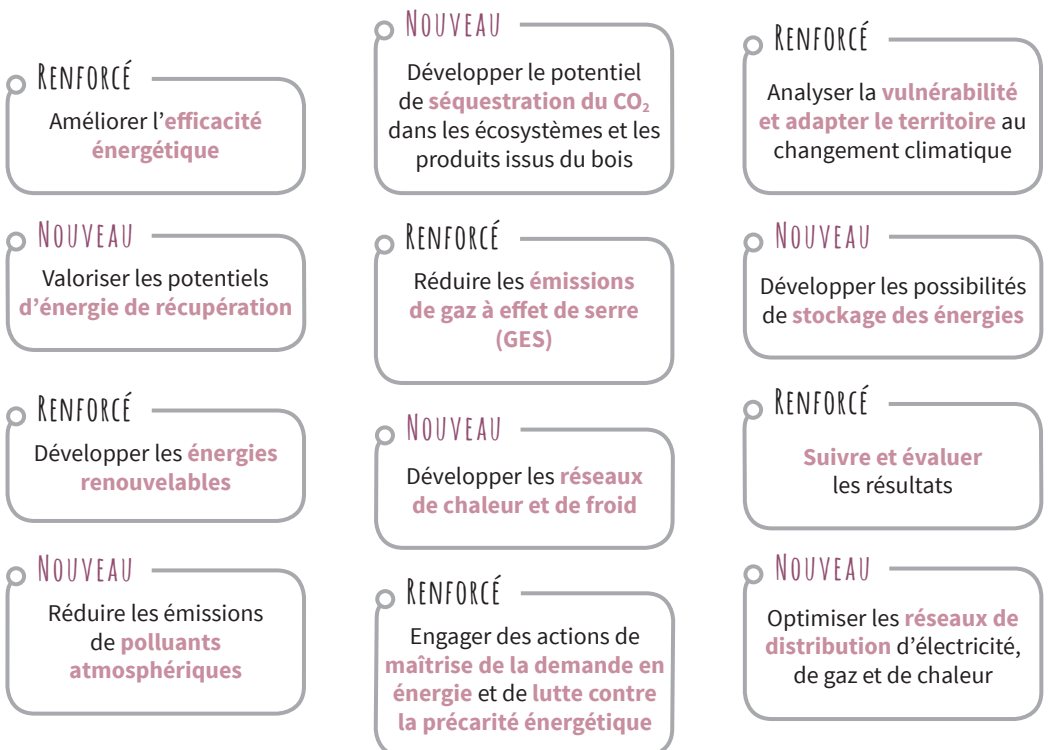 Renforcé
Améliorer l’efficacité
énergétique
Nouveau
Valoriser les potentiels
d’énergie de récupération
Renforcé
Développer les énergies
renouvelables
Nouveau
Réduire les émissions
de polluants
atmosphériques
Nouveau
Développer le potentiel
de séquestration du CO₂
dans les écosystèmes et les
produits issus du bois
Renforcé
Réduire les émissions
de gaz à effet de serre
(GES)
Nouveau
Développer les réseaux
de chaleur et de froid
Renforcé
Engager des actions de
maîtrise de la demande en
énergie et de lutte contre
la précarité énergétique
Renforcé
Analyser la vulnérabilité
et adapter le territoire au
changement climatique
Nouveau
Développer les possibilités
de stockage des énergies
Renforcé
Suivre et évaluer
les résultats
Nouveau
Optimiser les réseaux de
distribution d’électricité,
de gaz et de chaleur